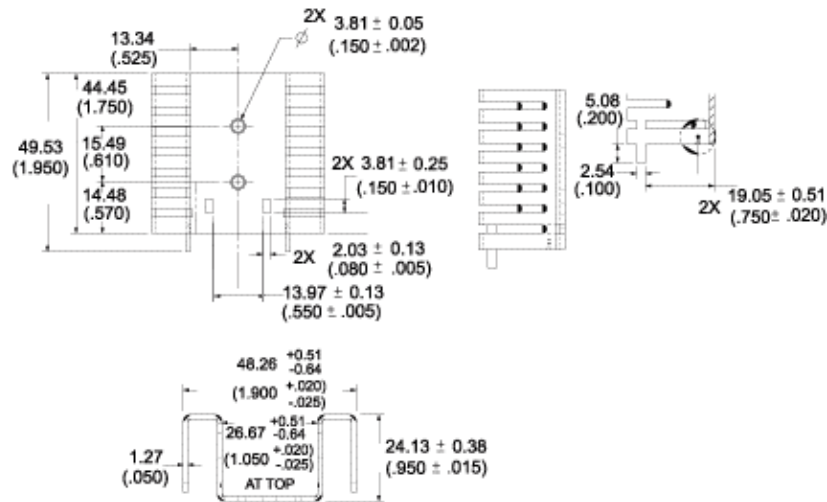 2X 3.81 ± 0.05
Ø (.150 ± .002)
13.34
(.525)
44.45
(1.750)
49.53
(1.950)
15.49
(.610)
14.48
(.570)
2X 3.81 ± 0.25
(.150 ± .010)
2X 2.03 ± 0.13
(.080 ± .005)
13.97 ± 0.13
(.550 ± .005)
5.08
(.200)
2.54
(.100)
19.05 ± 0.51
2X (.750 ± .020)
48.26 +0.51 -0.64
(1.900 +.020) -.025)
26.67 +0.51 -0.64
(1.050 +.020) -.025)
AT TOP
1.27
(.050)
24.13 ± 0.38
(.950 ± .015)